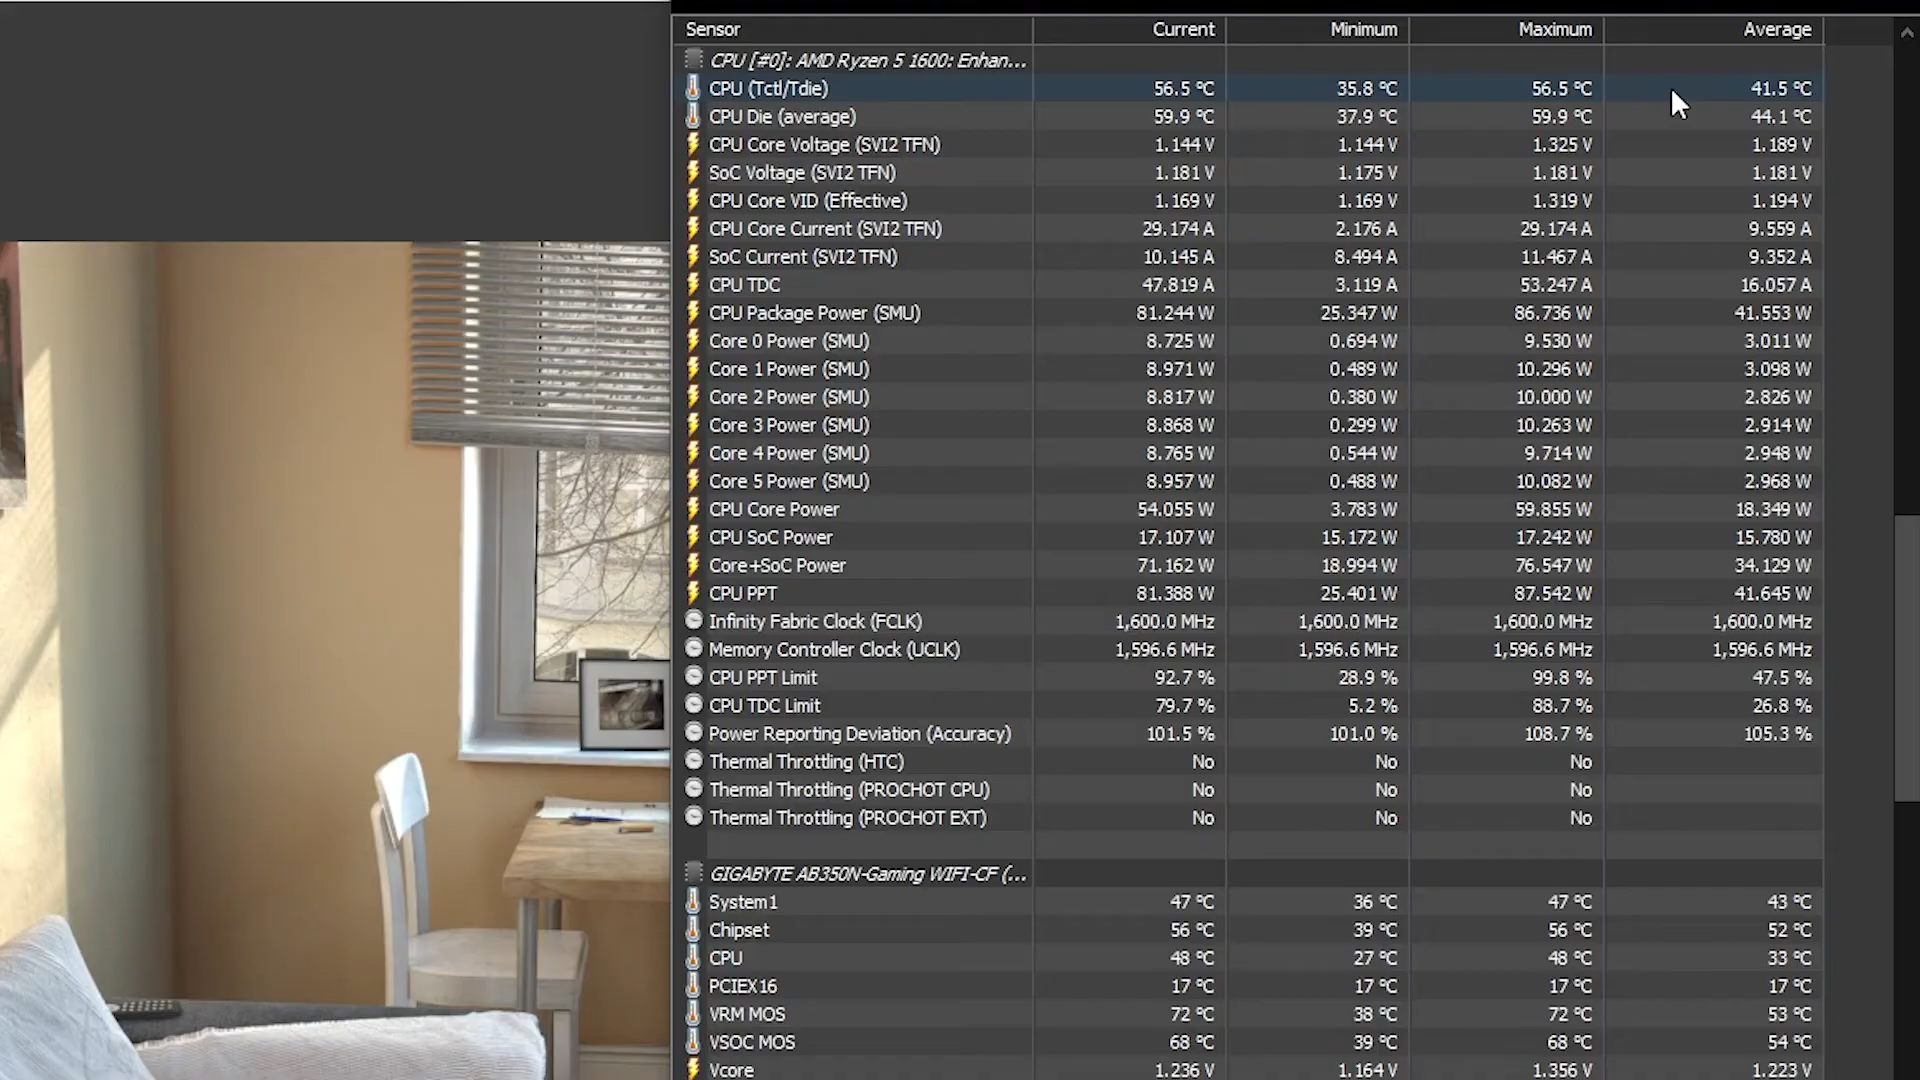 Sensor Current Minimum Maximum Average
CPU [#0]: AMD Ryzen 5 1600: Enhan...
CPU (Tctl/Tdie) 56.5 ℃ 35.8 ℃ 56.5 ℃ 41.5 ℃
CPU Die (average) 59.9 ℃ 37.9 ℃ 59.9 ℃ 44.1 ℃
CPU Core Voltage (SVI2 TFN) 1.144 V 1.144 V 1.325 V 1.189 V
SoC Voltage (SVI2 TFN) 1.181 V 1.175 V 1.181 V 1.181 V
CPU Core VID (Effective) 1.169 V 1.169 V 1.319 V 1.194 V
CPU Core Current (SVI2 TFN) 29.174 A 2.176 A 29.174 A 9.559 A
SoC Current (SVI2 TFN) 10.145 A 8.494 A 11.467 A 9.352 A
CPU TDC 47.819 A 3.119 A 53.247 A 16.057 A
CPU Package Power (SMU) 81.244 W 25.347 W 86.736 W 41.553 W
Core 0 Power (SMU) 8.725 W 0.694 W 9.530 W 3.011 W
Core 1 Power (SMU) 8.971 W 0.489 W 10.296 W 3.098 W
Core 2 Power (SMU) 8.817 W 0.380 W 10.000 W 2.826 W
Core 3 Power (SMU) 8.868 W 0.299 W 10.263 W 2.914 W
Core 4 Power (SMU) 8.765 W 0.544 W 9.714 W 2.948 W
Core 5 Power (SMU) 8.957 W 0.488 W 10.082 W 2.968 W
CPU Core Power 54.055 W 3.783 W 59.855 W 18.349 W
CPU SoC Power 17.107 W 15.172 W 17.242 W 15.780 W
Core+SoC Power 71.162 W 18.994 W 76.547 W 34.129 W
CPU PPT 81.388 W 25.401 W 87.542 W 41.645 W
Infinity Fabric Clock (FCLK) 1,600.0 MHz 1,600.0 MHz 1,600.0 MHz 1,600.0 MHz
Memory Controller Clock (UCLK) 1,596.6 MHz 1,596.6 MHz 1,596.6 MHz 1,596.6 MHz
CPU PPT Limit 92.7 % 28.9 % 99.8 % 47.5 %
CPU TDC Limit 79.7 % 5.2 % 88.7 % 26.8 %
Power Reporting Deviation (Accuracy) 101.5 % 101.0 % 108.7 % 105.3 %
Thermal Throttling (HTC) No No No
Thermal Throttling (PROCHOT CPU) No No No
Thermal Throttling (PROCHOT EXT) No No No
GIGABYTE AB350N-Gaming WIFI-CF (...
System1 47 ℃ 36 ℃ 47 ℃ 43 ℃
Chipset 56 ℃ 39 ℃ 56 ℃ 52 ℃
CPU 48 ℃ 27 ℃ 48 ℃ 33 ℃
PCIEX16 17 ℃ 17 ℃ 17 ℃ 17 ℃
VRM MOS 72 ℃ 38 ℃ 72 ℃ 53 ℃
VSOC MOS 68 ℃ 39 ℃ 68 ℃ 54 ℃
Vcore 1.236 V 1.164 V 1.356 V 1.223 V